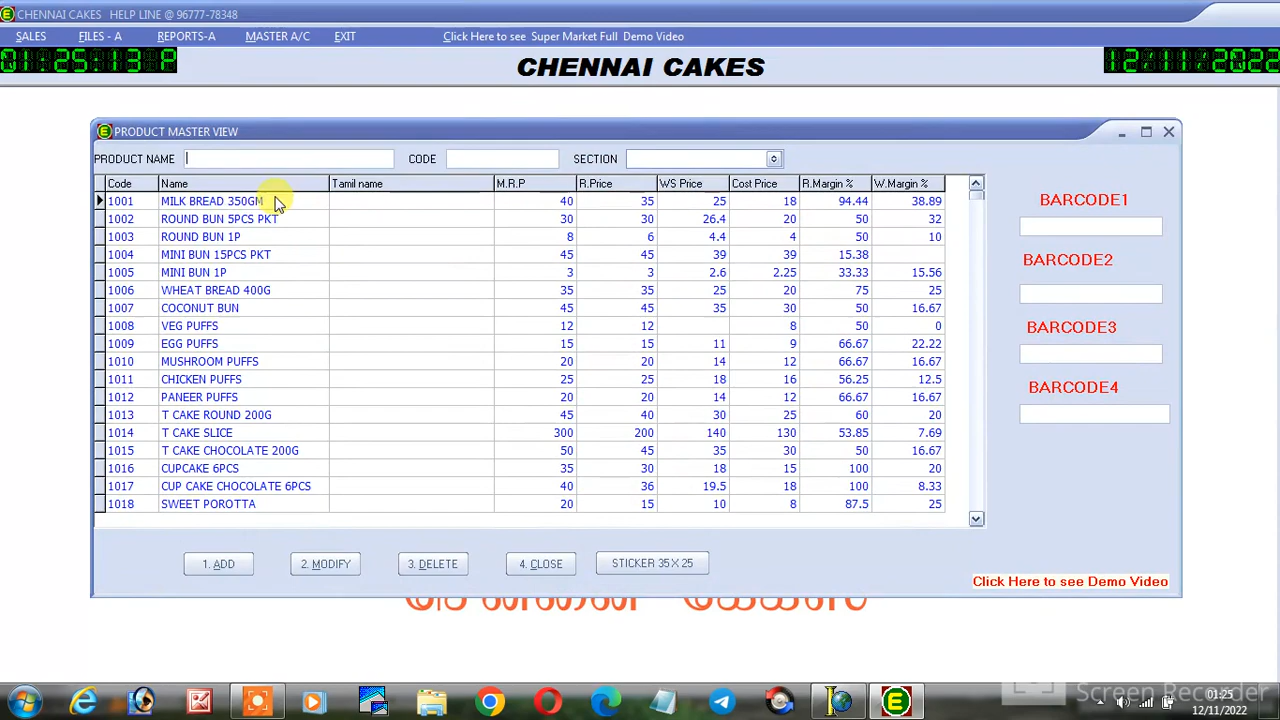 CHENNAI CAKES HELP LINE @ 96777-78348
SALES FILES - A REPORTS-A MASTER A/C EXIT Click Here to see Super Market Full Demo Video
01:25:13 P CHENNAI CAKES 12/11/2022
PRODUCT MASTER VIEW
PRODUCT NAME CODE SECTION
Code Name Tamil name M.R.P R.Price WS Price Cost Price R.Margin % W.Margin %
1001 MILK BREAD 350GM 40 35 25 18 94.44 38.89
1002 ROUND BUN 5PCS PKT 30 30 26.4 20 50 32
1003 ROUND BUN 1P 8 6 4.4 4 50 10
1004 MINI BUN 15PCS PKT 45 45 39 39 15.38
1005 MINI BUN 1P 3 3 2.6 2.25 33.33 15.56
1006 WHEAT BREAD 400G 35 35 25 20 75 25
1007 COCONUT BUN 45 45 35 30 50 16.67
1008 VEG PUFFS 12 12 8 50 0
1009 EGG PUFFS 15 15 11 9 66.67 22.22
1010 MUSHROOM PUFFS 20 20 14 12 66.67 16.67
1011 CHICKEN PUFFS 25 25 18 16 56.25 12.5
1012 PANEER PUFFS 20 20 14 12 66.67 16.67
1013 T CAKE ROUND 200G 45 40 30 25 60 20
1014 T CAKE SLICE 300 200 140 130 53.85 7.69
1015 T CAKE CHOCOLATE 200G 50 45 35 30 50 16.67
1016 CUPCAKE 6PCS 35 30 18 15 100 20
1017 CUP CAKE CHOCOLATE 6PCS 40 36 19.5 18 100 8.33
1018 SWEET POROTTA 20 15 10 8 87.5 25
BARCODE1
BARCODE2
BARCODE3
BARCODE4
1. ADD 2. MODIFY 3. DELETE 4. CLOSE STICKER 35 X 25
Click Here to see Demo Video
Screen Recorder
01:25
12/11/2022